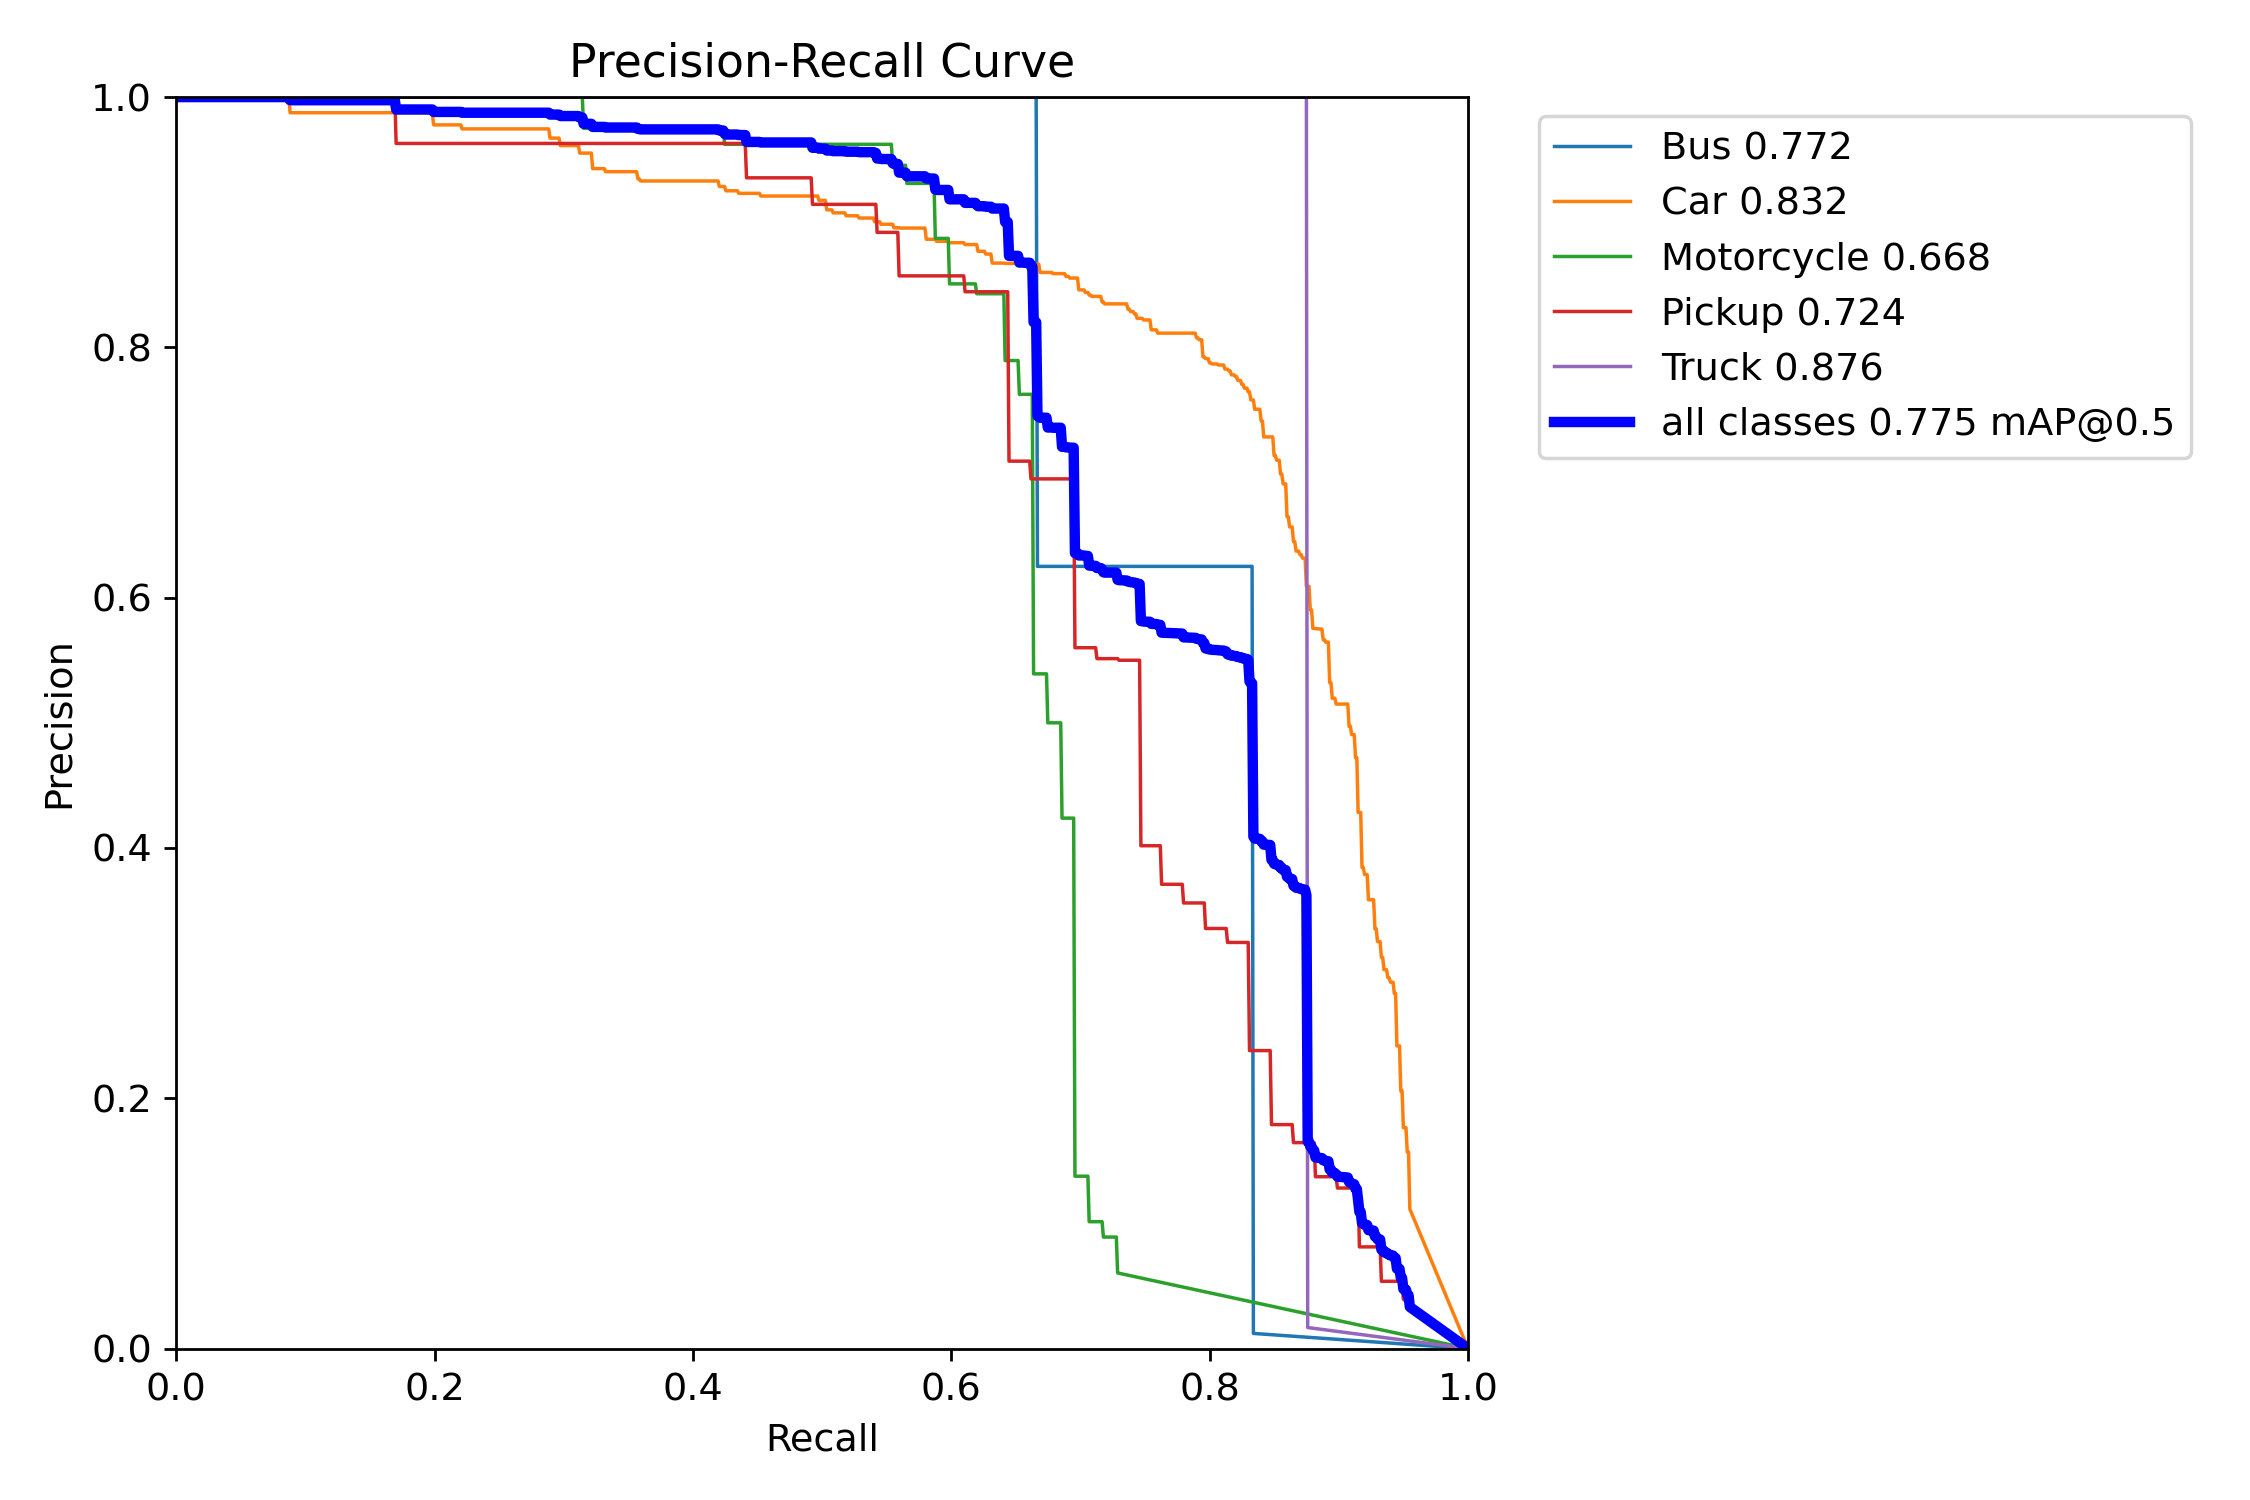 Precision-Recall Curve
1.0
0.8
0.6
0.4
0.2
0.0
Precision
0.0 0.2 0.4 0.6 0.8 1.0
Recall
Bus 0.772
Car 0.832
Motorcycle 0.668
Pickup 0.724
Truck 0.876
all classes 0.775 mAP@0.5